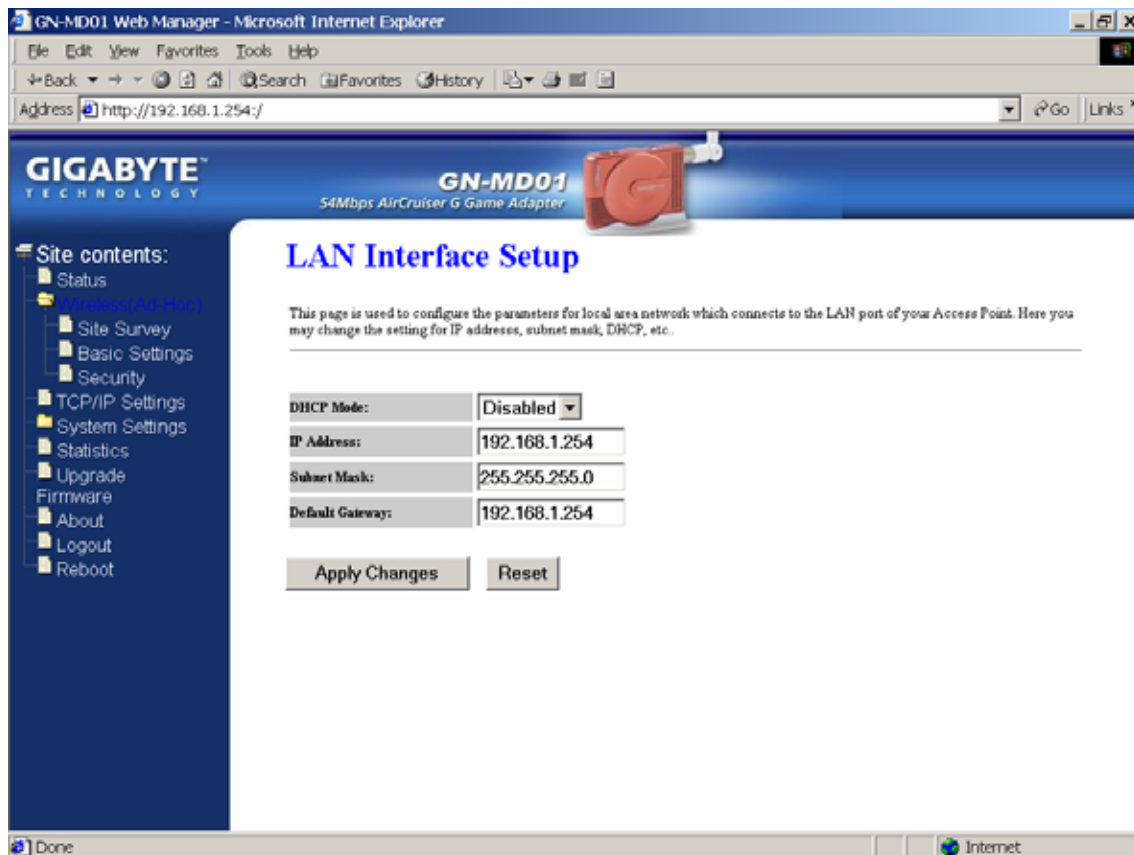 GN-MD01 Web Manager - Microsoft Internet Explorer
File Edit View Favorites Tools Help
Back Search Favorites History
Address http://192.168.1.254:/ Go Links
GIGABYTE™
TECHNOLOGY
GN-MD01
54Mbps AirCruiser G Game Adapter
Site contents:
Status
Wireless(Ad-Hoc)
Site Survey
Basic Settings
Security
TCP/IP Settings
System Settings
Statistics
Upgrade
Firmware
About
Logout
Reboot
LAN Interface Setup
This page is used to configure the parameters for local area network which connects to the LAN port of your Access Point. Here you
may change the setting for IP addresss, subnet mask, DHCP, etc..
DHCP Mode: Disabled
IP Address: 192.168.1.254
Subnet Mask: 255.255.255.0
Default Gateway: 192.168.1.254
Apply Changes Reset
Done Internet